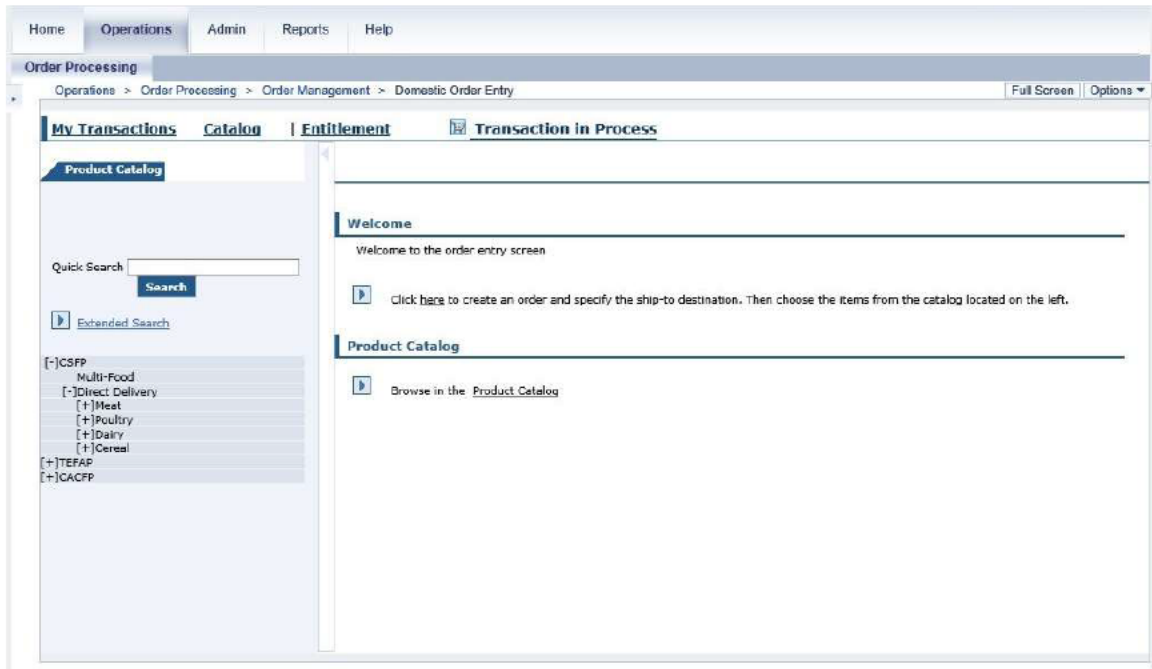 Home Operations Admin Reports Help
Order Processing
Operations > Order Processing > Order Management > Domestic Order Entry Full Screen Options
My Transactions Catalog | Entitlement Transaction in Process
Product Catalog
Welcome
Welcome to the order entry screen
Quick Search
Search
Click here to create an order and specify the ship-to destination. Then choose the items from the catalog located on the left.
Extended Search
Product Catalog
Browse in the Product Catalog
[-]CSFP
Multi-Food
[-]Direct Delivery
[+]Meat
[+]Poultry
[+]Dairy
[+]Cereal
[+]TEFAP
[+]CACFP